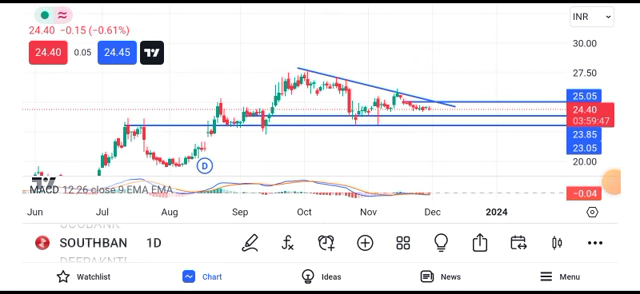 INR
24.40 −0.15 (−0.61%)
24.40 0.05 24.45
30.00
27.50
25.05
24.40
03:59:47
23.85
23.05
20.00
D
MACD 12 26 close 9 EMA EMA
−0.04
Jun Jul Aug Sep Oct Nov Dec 2024
SOUTHBAN 1D
DEEPAKNTL
Watchlist Chart Ideas News Menu